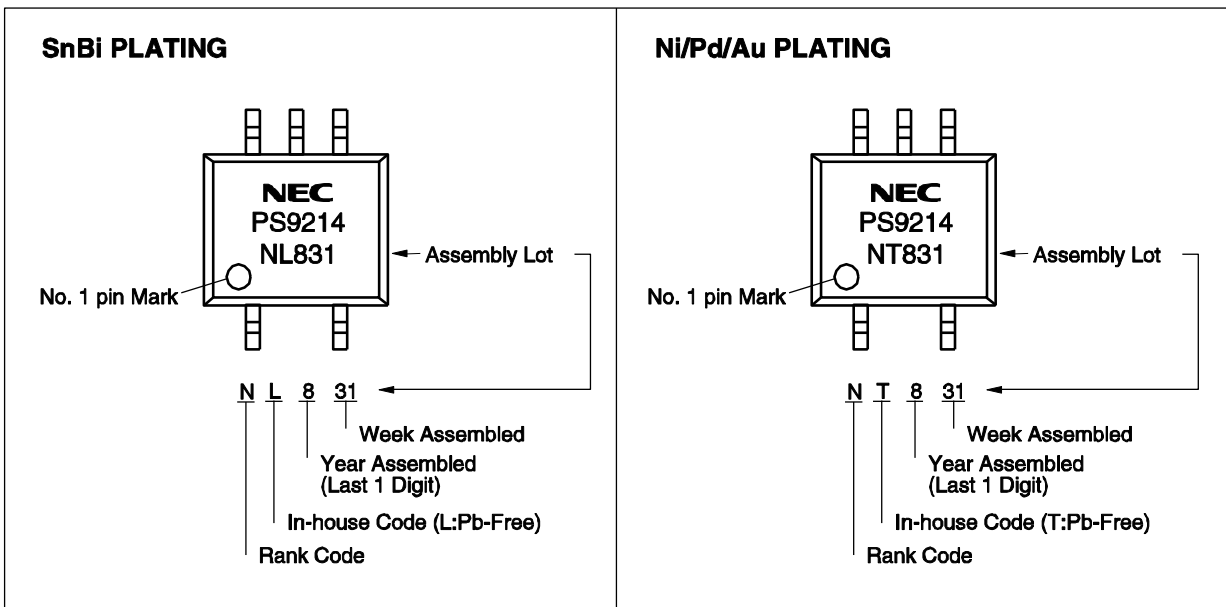 SnBi PLATING
NEC
PS9214
NL831
Assembly Lot
No. 1 pin Mark
N L 8 31
Week Assembled
Year Assembled
(Last 1 Digit)
In-house Code (L:Pb-Free)
Rank Code
Ni/Pd/Au PLATING
NEC
PS9214
NT831
Assembly Lot
No. 1 pin Mark
N T 8 31
Week Assembled
Year Assembled
(Last 1 Digit)
In-house Code (T:Pb-Free)
Rank Code